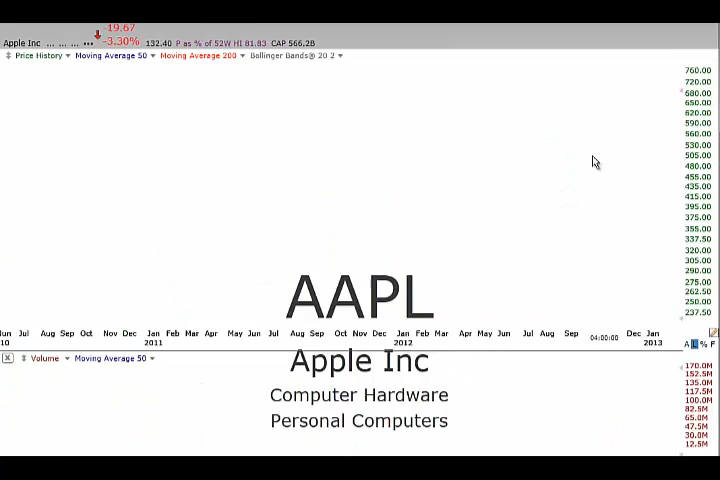 -19.67
Apple Inc ... ... ... -3.30% 132.40 P as % of 52W HI 81.83 CAP 566.2B
Price History Moving Average 50 Moving Average 200 Bollinger Bands® 20 2
760.00
720.00
680.00
650.00
620.00
590.00
560.00
530.00
505.00
480.00
455.00
435.00
415.00
395.00
375.00
355.00
337.50
320.00
305.00
290.00
275.00
262.50
250.00
237.50
AAPL
Jun Jul Aug Sep Oct Nov Dec Jan Feb Mar Apr May Jun Jul Aug Sep Oct Nov Dec Jan Feb Mar Apr May Jun Jul Aug Sep 04:00:00 Dec Jan
10 2011 2012 2013 A L % F
X Volume Moving Average 50
Apple Inc
Computer Hardware
Personal Computers
170.0M
152.5M
135.0M
117.5M
100.0M
82.5M
65.0M
47.5M
30.0M
12.5M